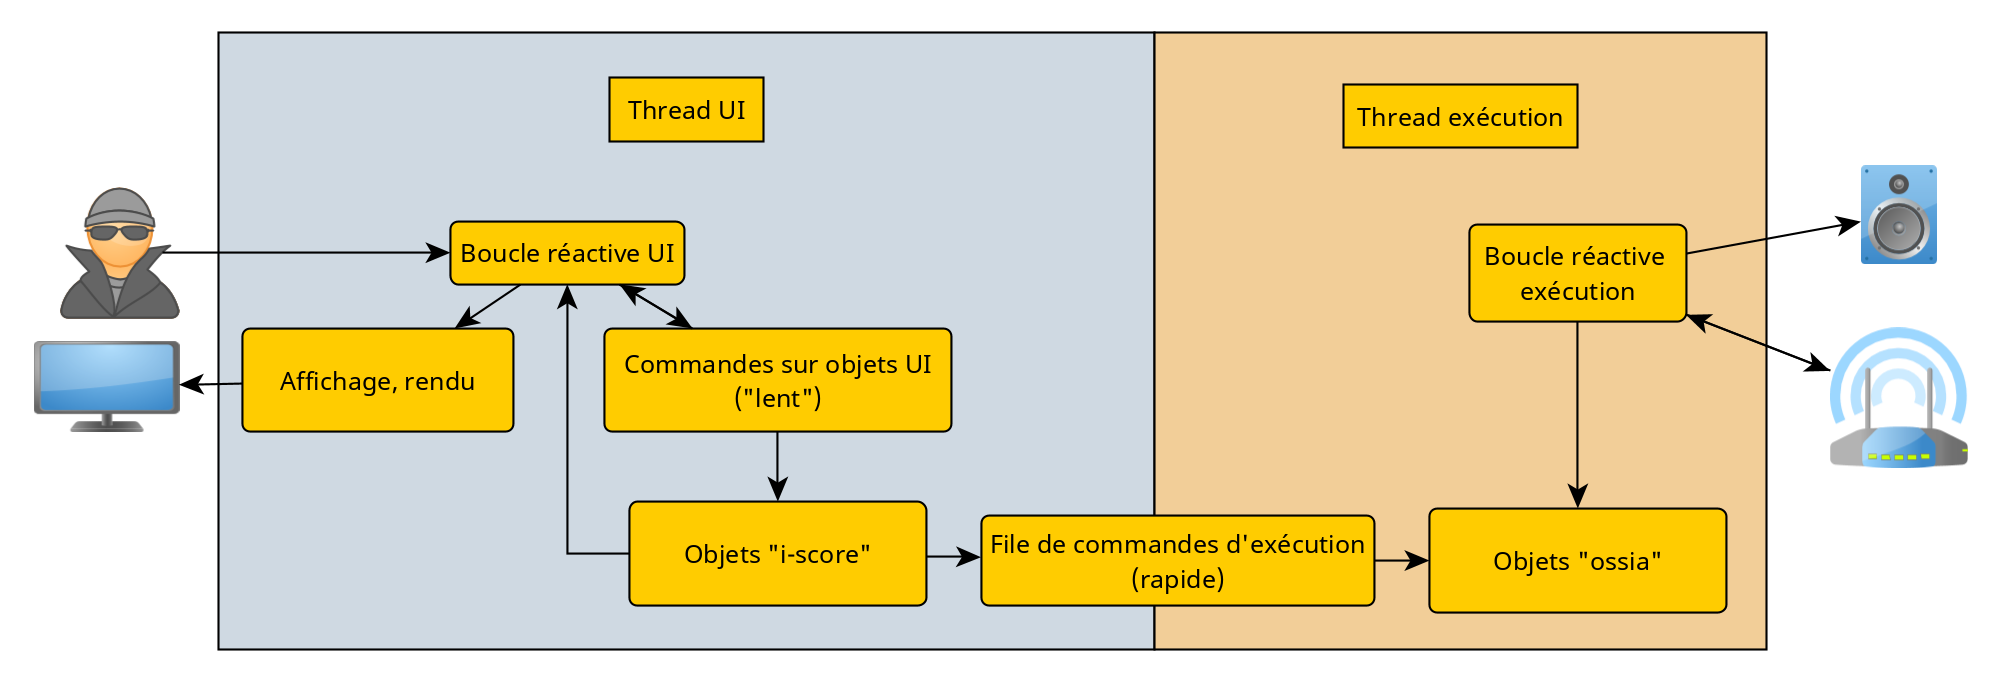 Thread UI
Thread exécution
Boucle réactive UI
Boucle réactive
exécution
Affichage, rendu
Commandes sur objets UI
("lent")
Objets "i-score"
File de commandes d'exécution
(rapide)
Objets "ossia"